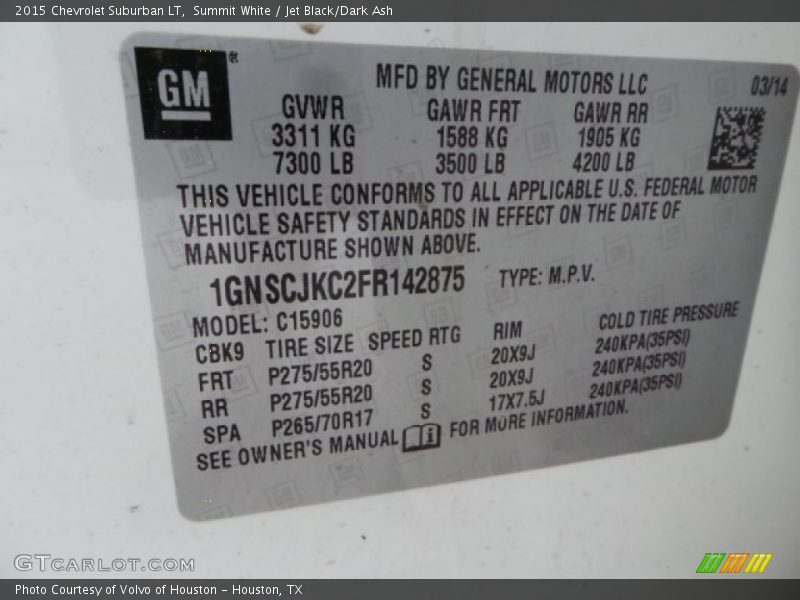 2015 Chevrolet Suburban LT, Summit White / Jet Black/Dark Ash
GM®
MFD BY GENERAL MOTORS LLC 03/14
GVWR GAWR FRT GAWR RR
3311 KG 1588 KG 1905 KG
7300 LB 3500 LB 4200 LB
THIS VEHICLE CONFORMS TO ALL APPLICABLE U.S. FEDERAL MOTOR
VEHICLE SAFETY STANDARDS IN EFFECT ON THE DATE OF
MANUFACTURE SHOWN ABOVE.
1GNSCJKC2FR142875 TYPE: M.P.V.
MODEL: C15906
CBK9 TIRE SIZE SPEED RTG RIM COLD TIRE PRESSURE
FRT P275/55R20 S 20X9J 240KPA(35PSI)
RR P275/55R20 S 20X9J 240KPA(35PSI)
SPA P265/70R17 S 17X7.5J 240KPA(35PSI)
SEE OWNER'S MANUAL i FOR MORE INFORMATION.
GTCARLOT.COM
Photo Courtesy of Volvo of Houston – Houston, TX